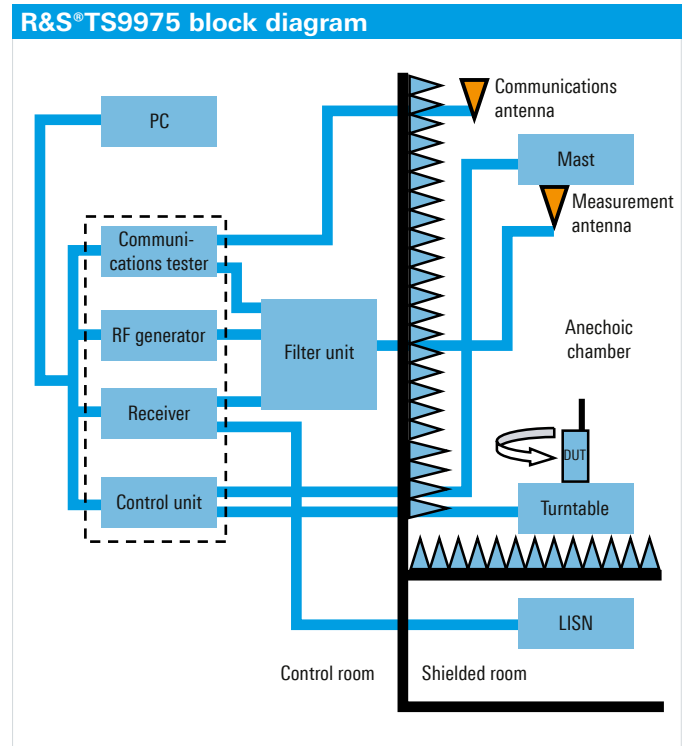 R&S®TS9975 block diagram
Communications
antenna
PC
Mast
Measurement
antenna
Communi-
cations tester
RF generator
Filter unit
Anechoic
chamber
Receiver
DUT
Control unit
Turntable
LISN
Control room
Shielded room